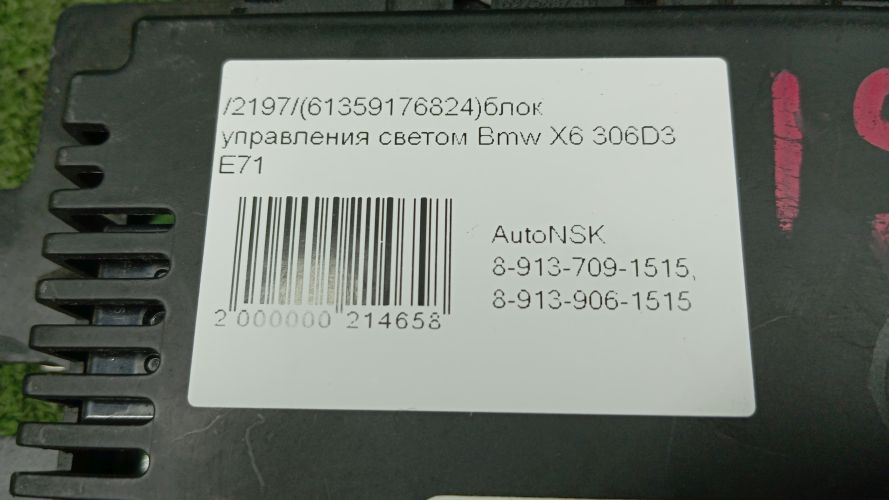 /2197/(61359176824)блок
управления светом Bmw X6 306D3
E71
AutoNSK
8-913-709-1515,
8-913-906-1515
2 000000 214658